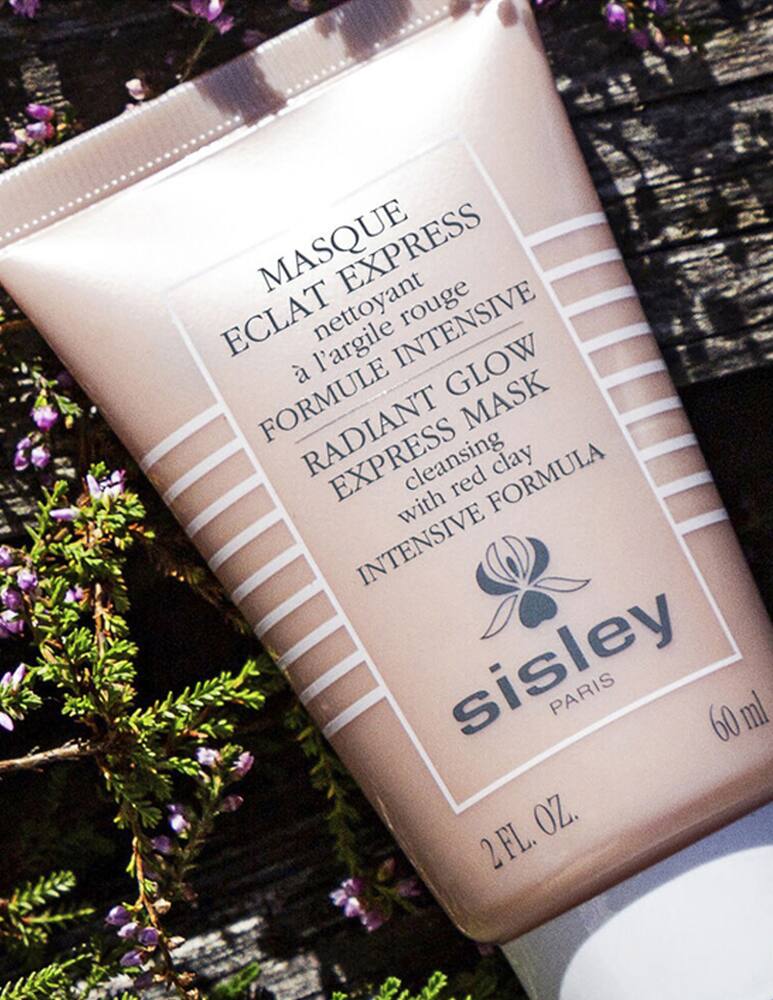 MASQUE
ECLAT EXPRESS
nettoyant
à l'argile rouge
FORMULE INTENSIVE
RADIANT GLOW
EXPRESS MASK
cleansing
with red clay
INTENSIVE FORMULA
sisley
PARIS
2 FL. OZ.
60 ml